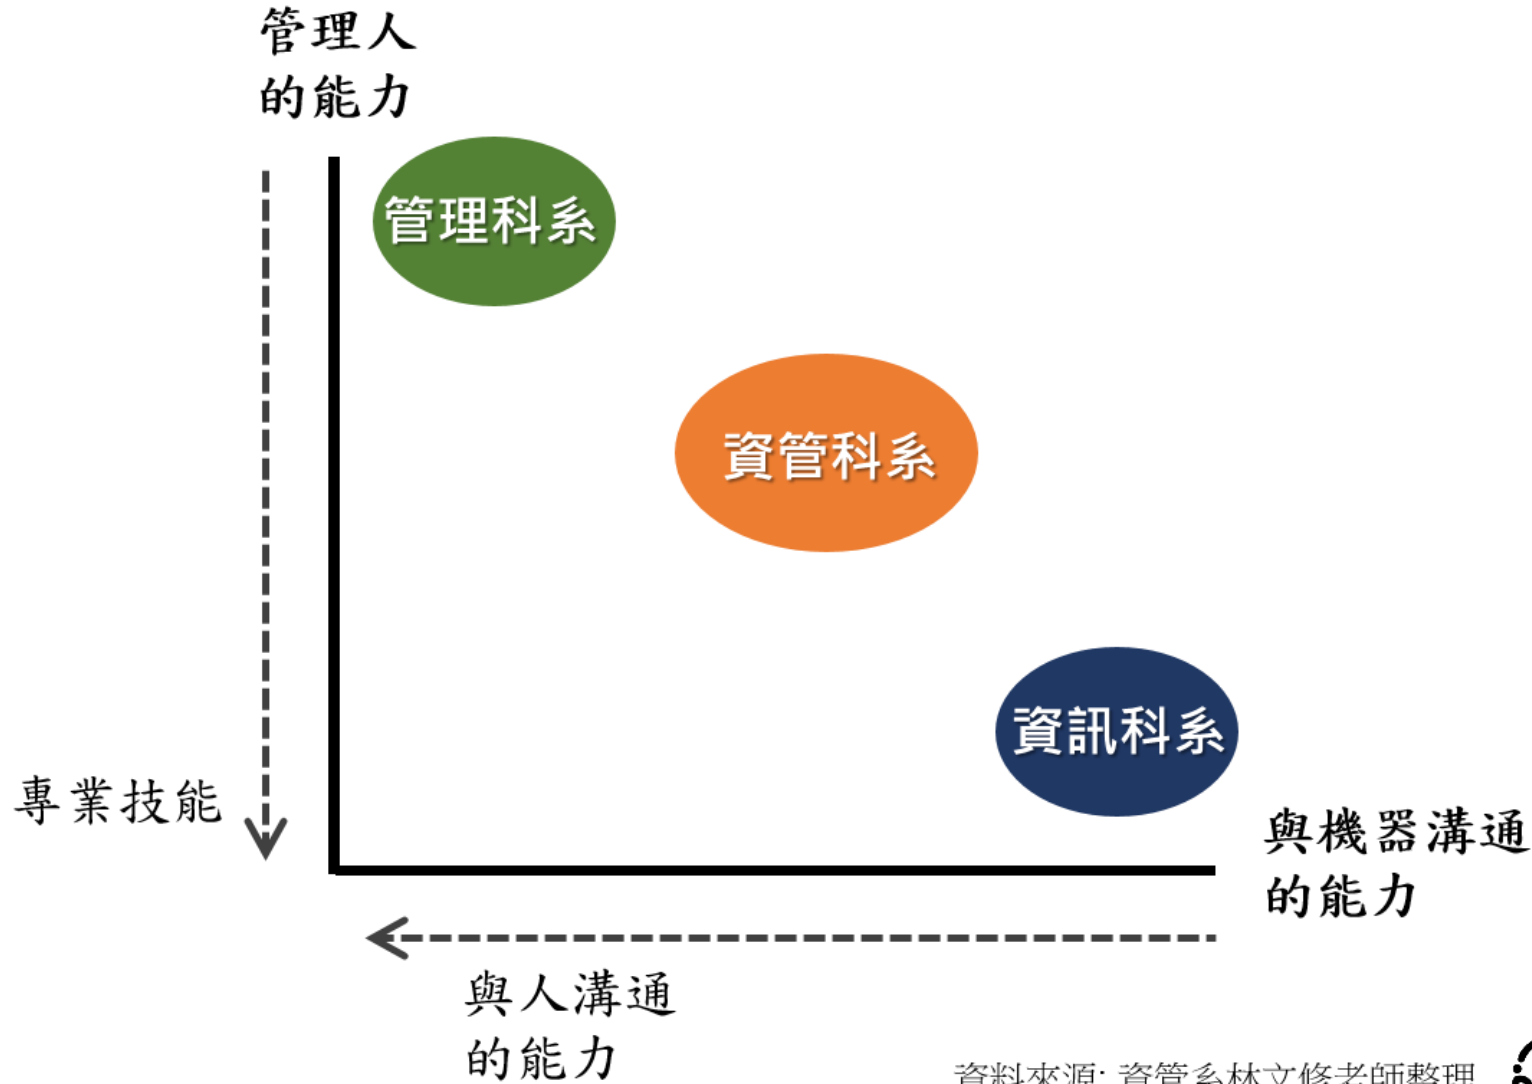 管理人
的能力
管理科系
資管科系
資訊科系
專業技能
與機器溝通
的能力
與人溝通
的能力
資料來源: 資管系林文修老師整理